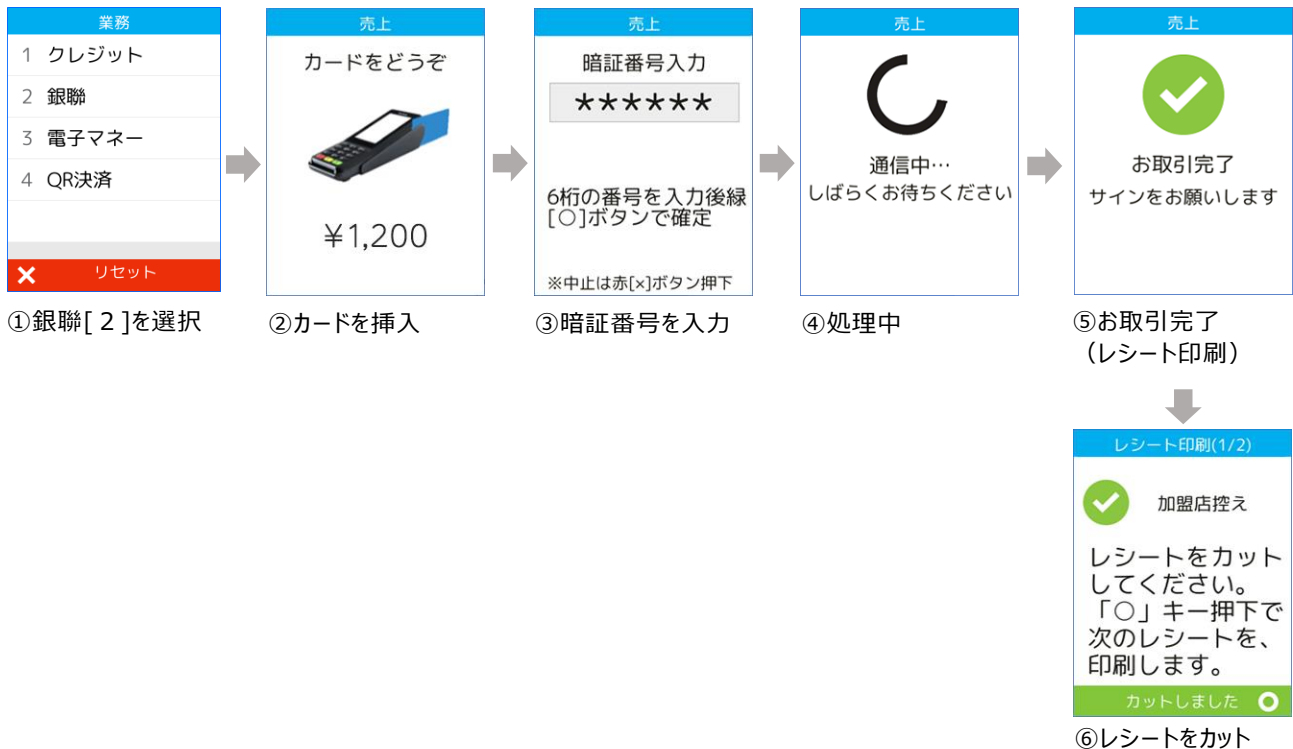 業務
1 クレジット
2 銀聯
3 電子マネー
4 QR決済
リセット
①銀聯[２]を選択
売上
カードをどうぞ
¥1,200
②カードを挿入
売上
暗証番号入力
******
6桁の番号を入力後緑
[○]ボタンで確定
※中止は赤[×]ボタン押下
③暗証番号を入力
売上
通信中…
しばらくお待ちください
④処理中
売上
お取引完了
サインをお願いします
⑤お取引完了
（レシート印刷）
レシート印刷(1/2)
加盟店控え
レシートをカット
してください。
「○」キー押下で
次のレシートを、
印刷します。
カットしました
⑥レシートをカット